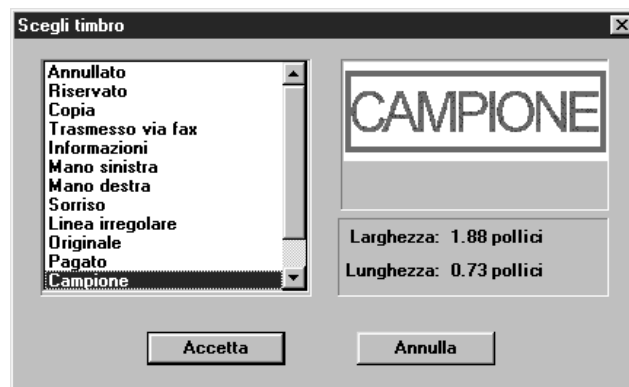 Scegli timbro
Annullato
Riservato
Copia
Trasmesso via fax
Informazioni
Mano sinistra
Mano destra
Sorriso
Linea irregolare
Originale
Pagato
Campione
CAMPIONE
Larghezza: 1.88 pollici
Lunghezza: 0.73 pollici
Accetta
Annulla